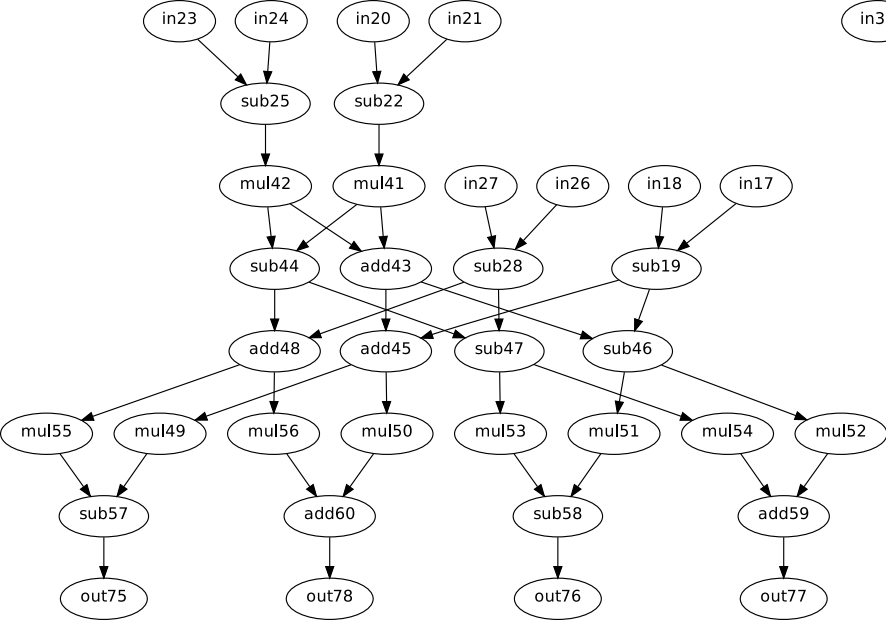 in23 in24 in20 in21 in3
sub25 sub22
mul42 mul41 in27 in26 in18 in17
sub44 add43 sub28 sub19
add48 add45 sub47 sub46
mul55 mul49 mul56 mul50 mul53 mul51 mul54 mul52
sub57 add60 sub58 add59
out75 out78 out76 out77